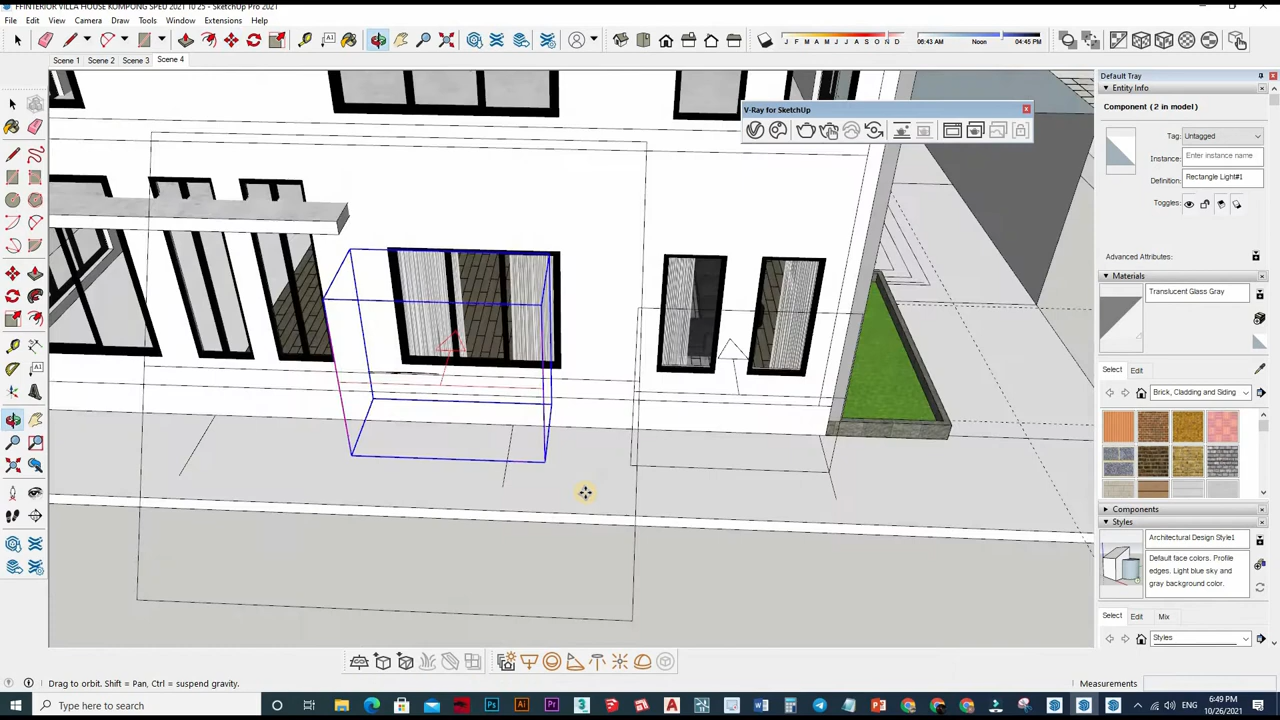 FFINTERIOR VILLA HOUSE KOMPONG SPEU 2021 10 25 - SketchUp Pro 2021
File Edit View Camera Draw Tools Window Extensions Help
J F M A M J J A S O N D
06:43 AM Noon 04:45 PM
Scene 1 Scene 2 Scene 3 Scene 4
Default Tray
Entity Info
V-Ray for SketchUp
Component (2 in model)
Tag: Untagged
Instance: Enter instance name
Definition: Rectangle Light#1
Toggles:
Advanced Attributes:
Materials
Translucent Glass Gray
Select Edit
Brick, Cladding and Siding
Components
Styles
Architectural Design Style1
Default face colors. Profile
edges. Light blue sky and
gray background color.
Select Edit Mix
Styles
Drag to orbit. Shift = Pan, Ctrl = suspend gravity.
Measurements
Type here to search
ENG
6:49 PM
10/26/2021